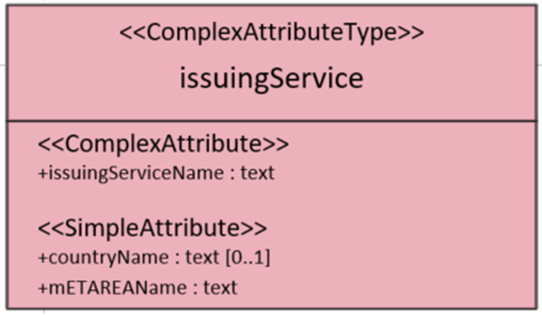 <<ComplexAttributeType>>
issuingService
<<ComplexAttribute>>
+issuingServiceName : text
<<SimpleAttribute>>
+countryName : text [0..1]
+mETAREAName : text